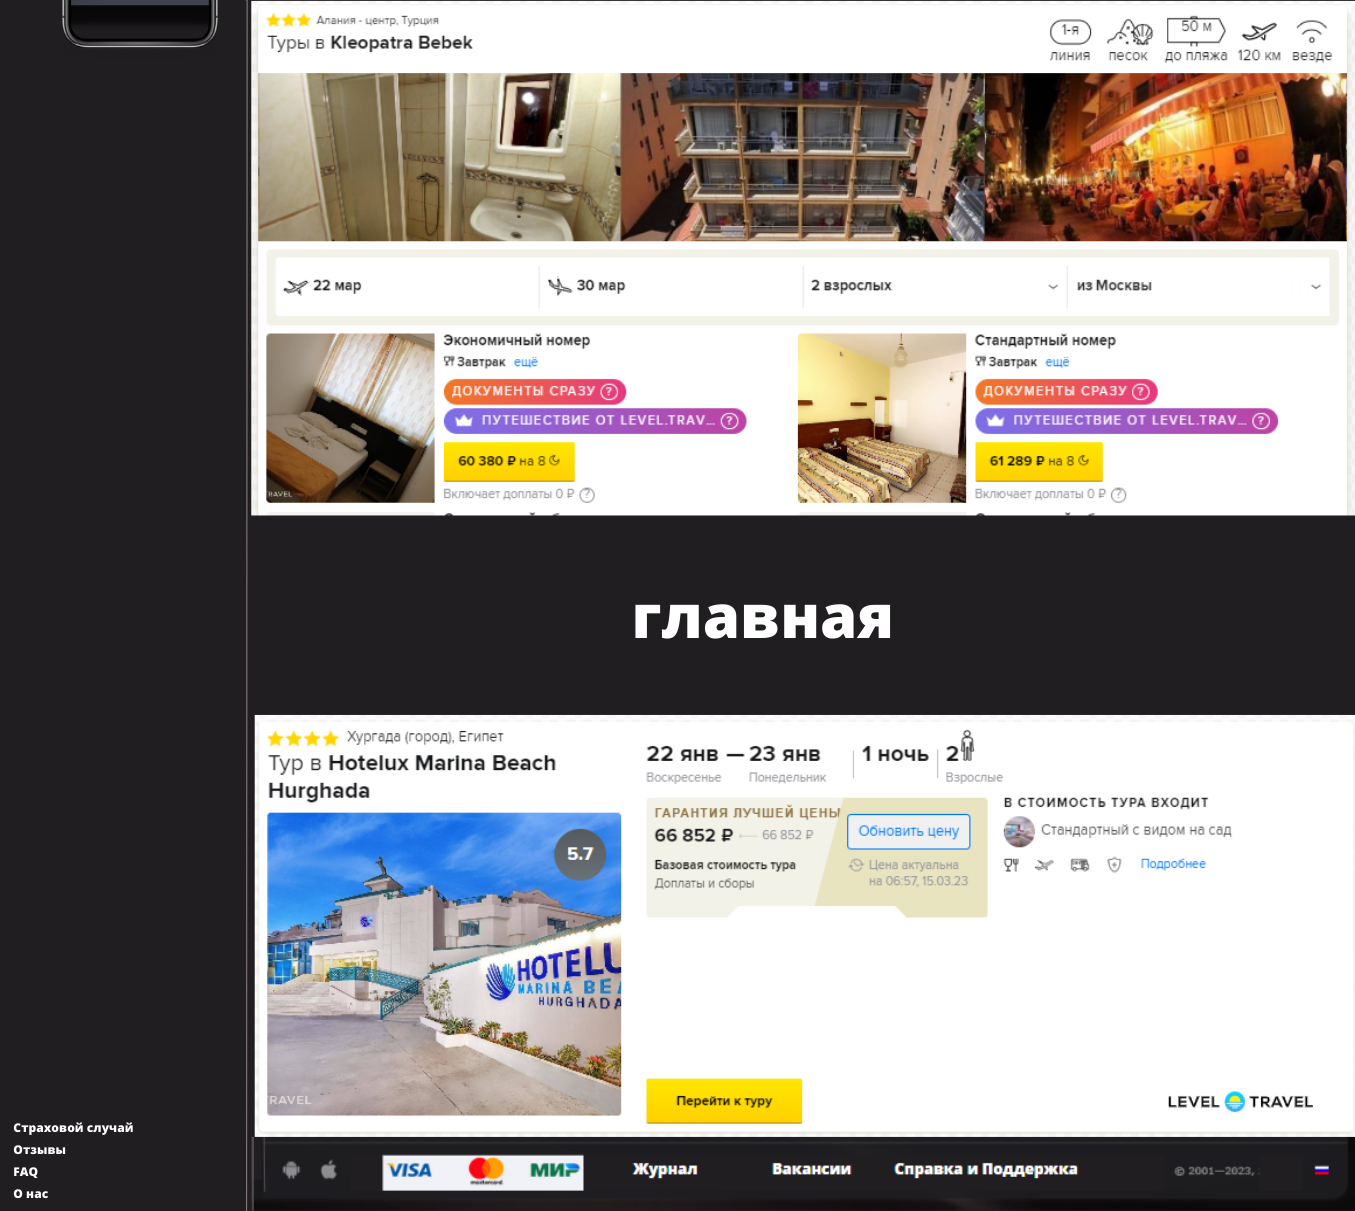 Алания - центр, Турция
Туры в Kleopatra Bebek
1-я
линия
песок
50 м
до пляжа
120 км
везде
22 мар
30 мар
2 взрослых
из Москвы
Экономичный номер
Завтрак ещё
ДОКУМЕНТЫ СРАЗУ ?
ПУТЕШЕСТВИЕ ОТ LEVEL.TRAV... ?
60 380 ₽ на 8
Включает доплаты 0 ₽ ?
RAVEL
Стандартный номер
Завтрак ещё
ДОКУМЕНТЫ СРАЗУ ?
ПУТЕШЕСТВИЕ ОТ LEVEL.TRAV... ?
61 289 ₽ на 8
Включает доплаты 0 ₽ ?
главная
Хургада (город), Египет
Тур в Hotelux Marina Beach
Hurghada
5.7
HOTELU
MARINA BEA
HURGHADA
RAVEL
22 янв — 23 янв
Воскресенье Понедельник
1 ночь
2
Взрослые
ГАРАНТИЯ ЛУЧШЕЙ ЦЕНЫ
66 852 ₽ 66 852 ₽
Базовая стоимость тура
Доплаты и сборы
Обновить цену
Цена актуальна
на 06:57, 15.03.23
В СТОИМОСТЬ ТУРА ВХОДИТ
Стандартный с видом на сад
Подробнее
Перейти к туру
LEVEL TRAVEL
Страховой случай
Отзывы
FAQ
О нас
VISA
mastercard
МИР
Журнал
Вакансии
Справка и Поддержка
© 2001—2023,